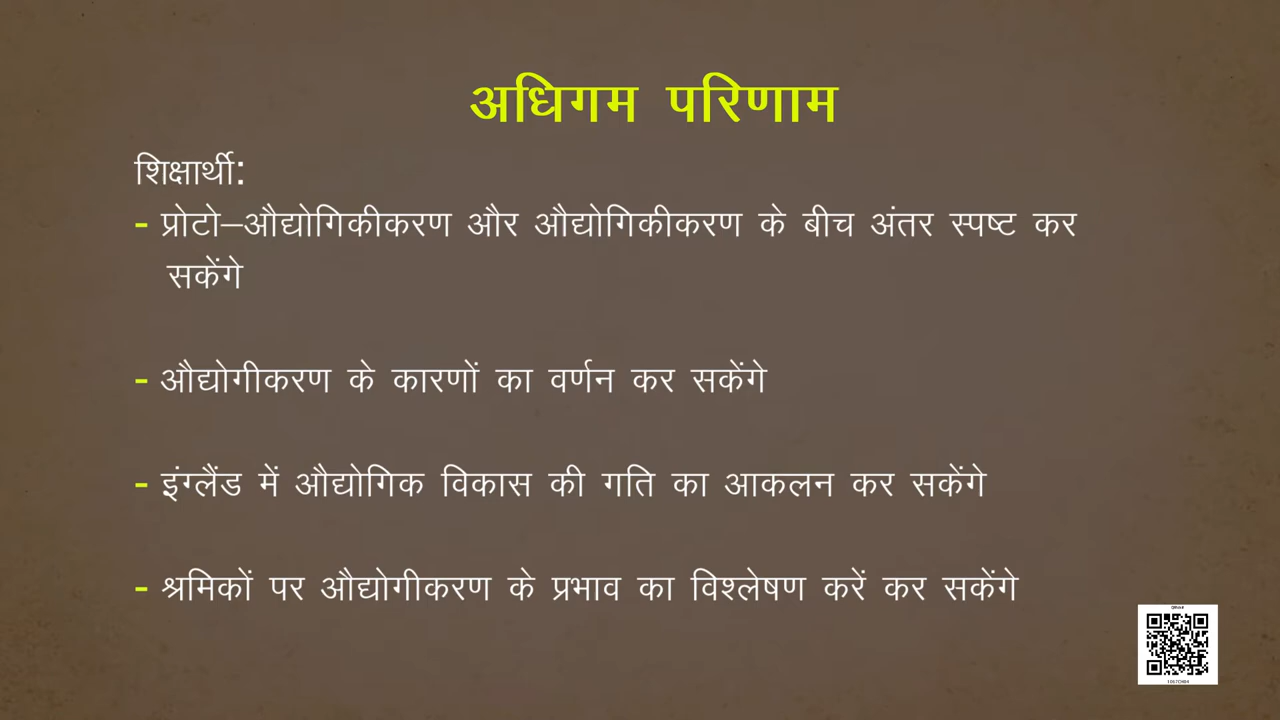 अधिगम परिणाम
शिक्षार्थी:
- प्रोटो–औद्योगिकीकरण और औद्योगिकीकरण के बीच अंतर स्पष्ट कर
सकेंगे
- औद्योगीकरण के कारणों का वर्णन कर सकेंगे
- इंग्लैंड में औद्योगिक विकास की गति का आकलन कर सकेंगे
- श्रमिकों पर औद्योगीकरण के प्रभाव का विश्लेषण करें कर सकेंगे